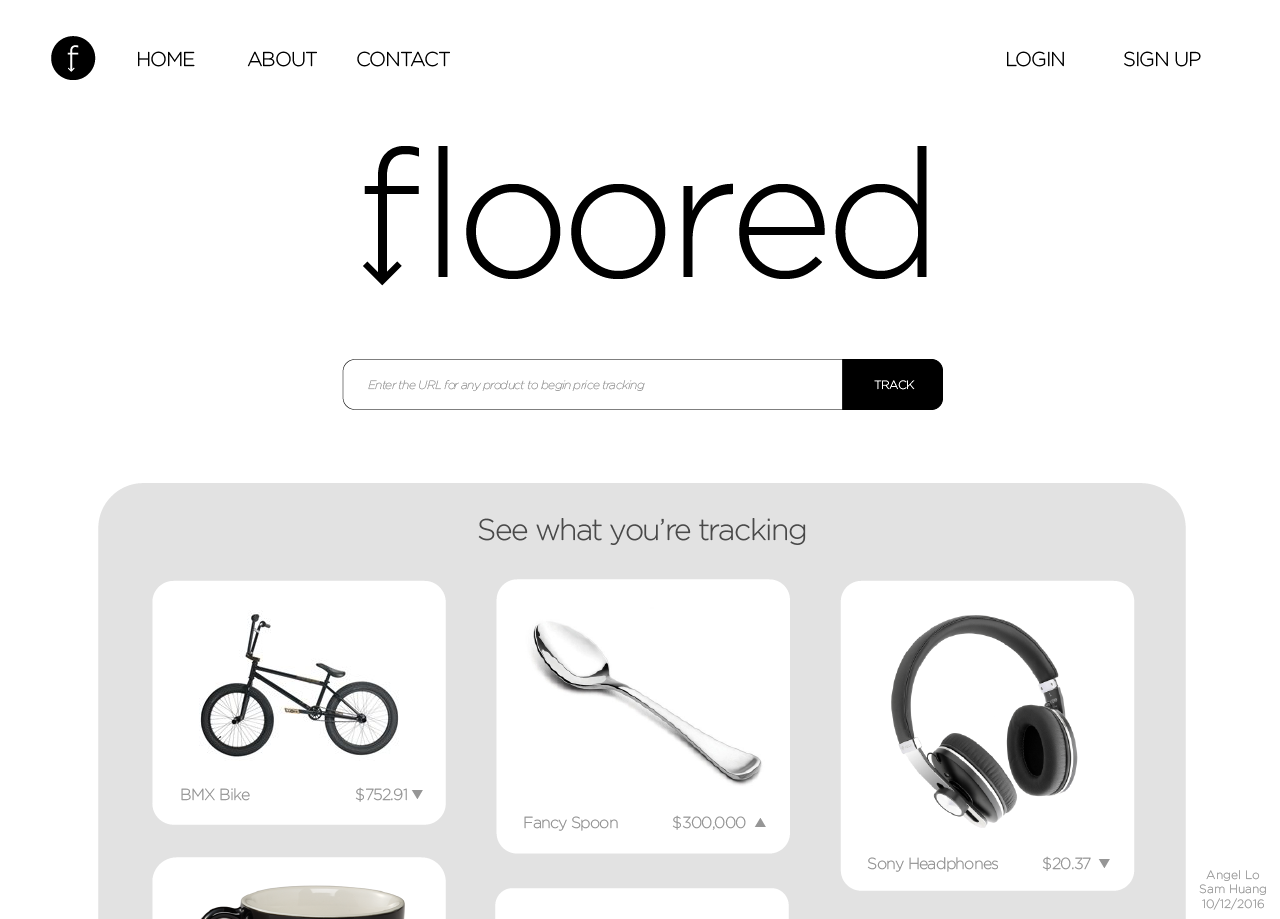 f HOME ABOUT CONTACT LOGIN SIGN UP
floored
Enter the URL for any product to begin price tracking TRACK
See what you’re tracking
BMX Bike $752.91 ▼
Fancy Spoon $300,000 ▲
Sony Headphones $20.37 ▼
Angel Lo
Sam Huang
10/12/2016